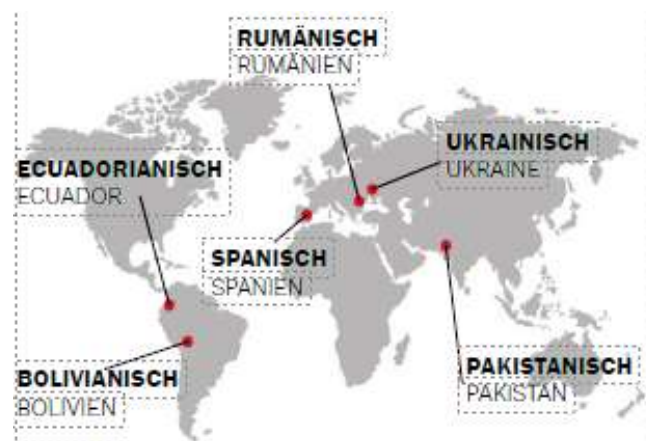 RUMÄNISCH
RUMÄNIEN
UKRAINISCH
UKRAINE
ECUADORIANISCH
ECUADOR
SPANISCH
SPANIEN
BOLIVIANISCH
BOLIVIEN
PAKISTANISCH
PAKISTAN